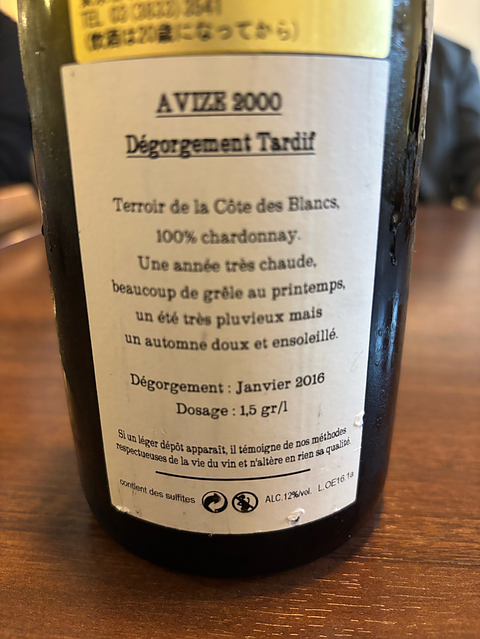 TEL 03 (3833) 2541
(飲酒は20歳になってから)
AVIZE 2000
Dégorgement Tardif
Terroir de la Côte des Blancs,
100% chardonnay.
Une année très chaude,
beaucoup de grêle au printemps,
un été très pluvieux mais
un automne doux et ensoleillé.
Dégorgement : Janvier 2016
Dosage : 1,5 gr/l
Si un léger dépôt apparaît, il témoigne de nos méthodes
respectueuses de la vie du vin et n'altère en rien sa qualité.
contient des sulfites ALC.12%/vol. L.OE16.1a